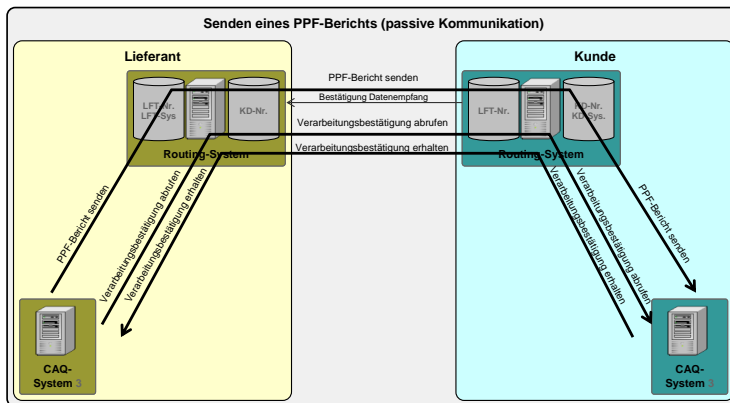 Senden eines PPF-Berichts (passive Kommunikation)
Lieferant
Kunde
LFT-Nr.
LFT-Sys
KD-Nr.
Routing-System
PPF-Bericht senden
Bestätigung Datenempfang
Verarbeitungsbestätigung abrufen
Verarbeitungsbestätigung erhalten
LFT-Nr.
KD-Nr.
KD-Sys.
Routing-System
PPF-Bericht senden
Verarbeitungsbestätigung abrufen
Verarbeitungsbestätigung erhalten
PPF-Bericht senden
Verarbeitungsbestätigung abrufen
Verarbeitungsbestätigung erhalten
CAQ-
System 3
CAQ-
System 3